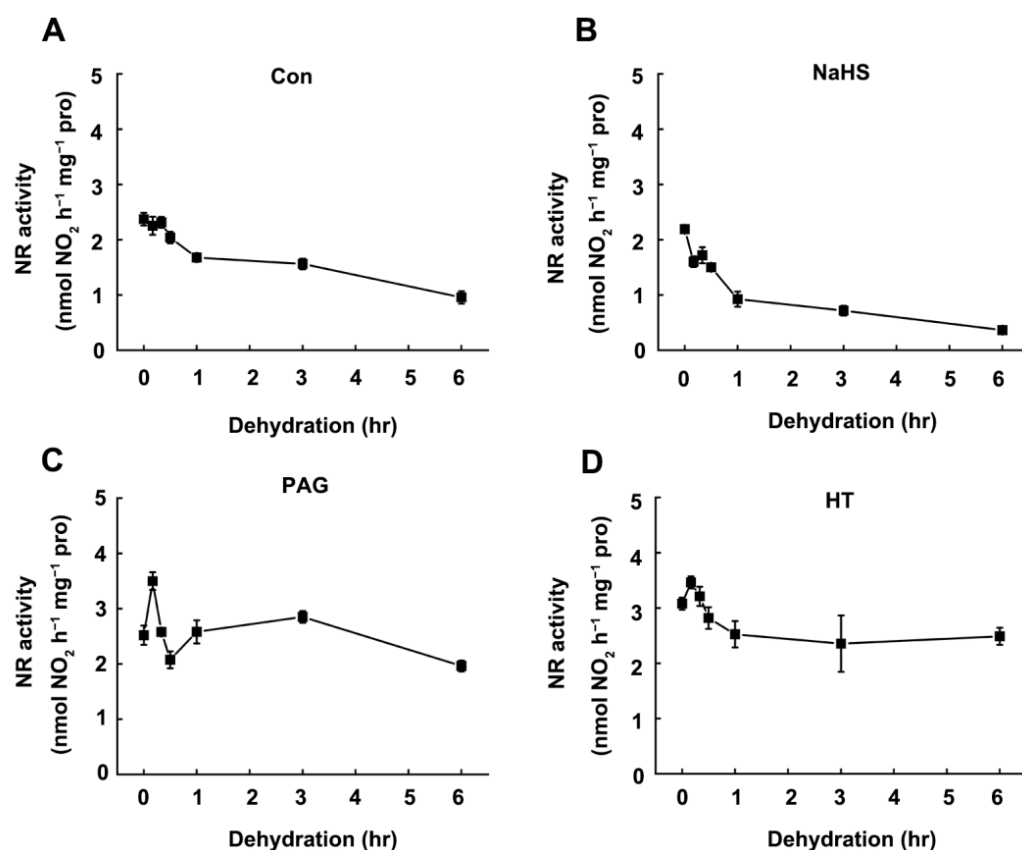 A
Con
5
4
3
2
1
0
NR activity
(nmol NO₂ h⁻¹ mg⁻¹ pro)
0 1 2 3 4 5 6
Dehydration (hr)
B
NaHS
5
4
3
2
1
0
NR activity
(nmol NO₂ h⁻¹ mg⁻¹ pro)
0 1 2 3 4 5 6
Dehydration (hr)
C
PAG
5
4
3
2
1
0
NR activity
(nmol NO₂ h⁻¹ mg⁻¹ pro)
0 1 2 3 4 5 6
Dehydration (hr)
D
HT
5
4
3
2
1
0
NR activity
(nmol NO₂ h⁻¹ mg⁻¹ pro)
0 1 2 3 4 5 6
Dehydration (hr)